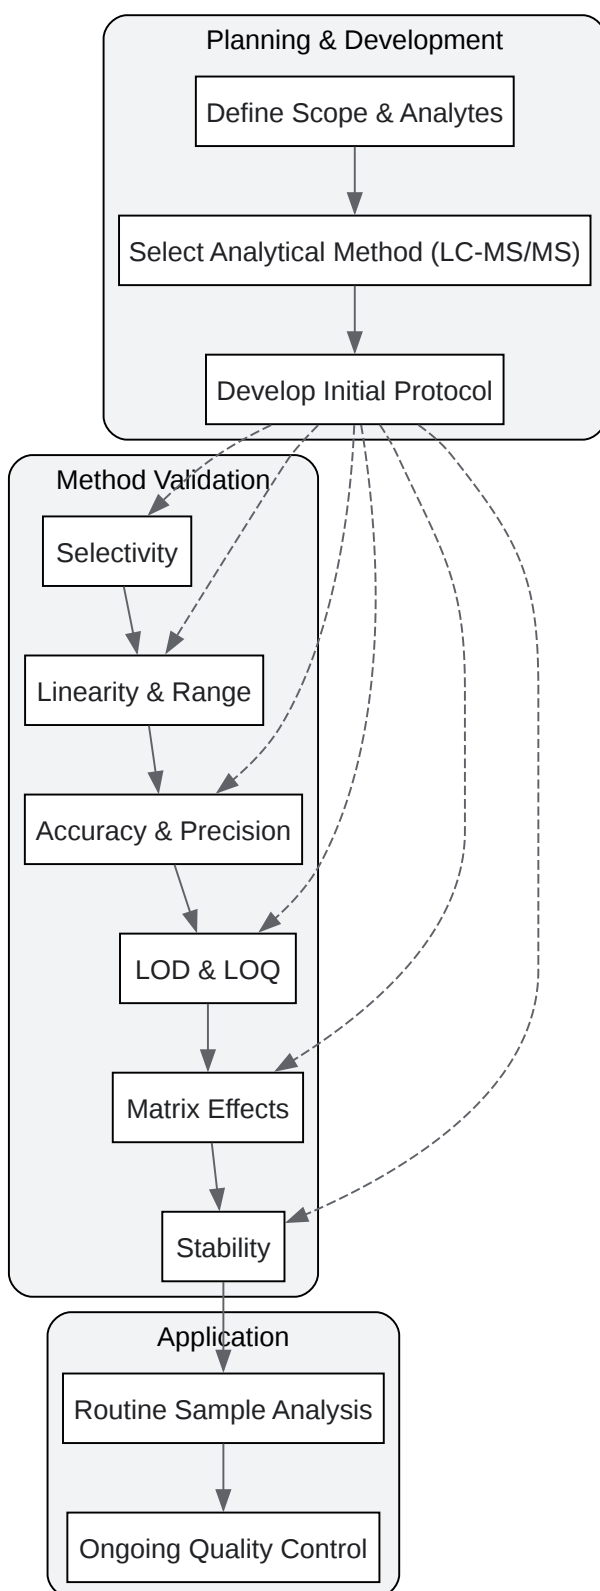 Planning & Development
Define Scope & Analytes
Select Analytical Method (LC-MS/MS)
Develop Initial Protocol
Method Validation
Selectivity
Linearity & Range
Accuracy & Precision
LOD & LOQ
Matrix Effects
Stability
Application
Routine Sample Analysis
Ongoing Quality Control